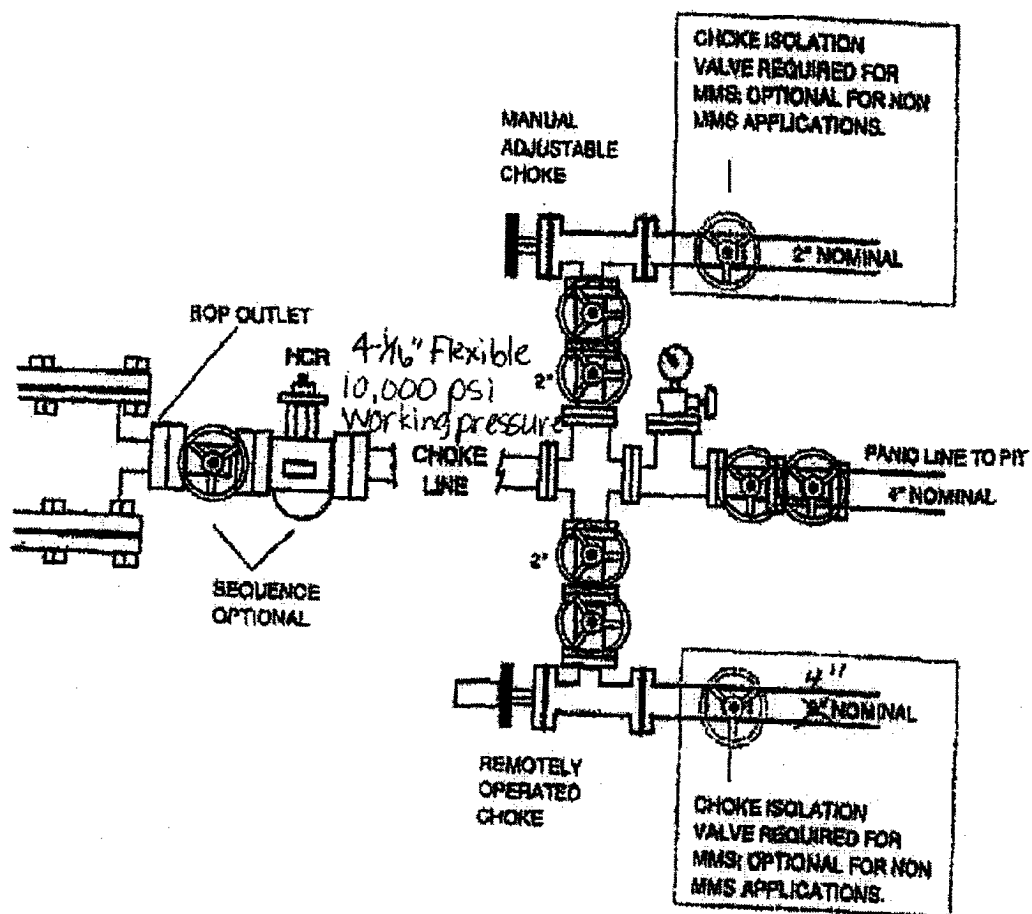 CHOKE ISOLATION
VALVE REQUIRED FOR
MMS; OPTIONAL FOR NON
MMS APPLICATIONS.
MANUAL
ADJUSTABLE
CHOKE
2" NOMINAL
BOP OUTLET
HCR
4-1/16" Flexible
10,000 psi
Working pressure
2"
CHOKE
LINE
PANIC LINE TO PIT
4" NOMINAL
2"
SEQUENCE
OPTIONAL
4"
NOMINAL
REMOTELY
OPERATED
CHOKE
CHOKE ISOLATION
VALVE REQUIRED FOR
MMS; OPTIONAL FOR NON
MMS APPLICATIONS.